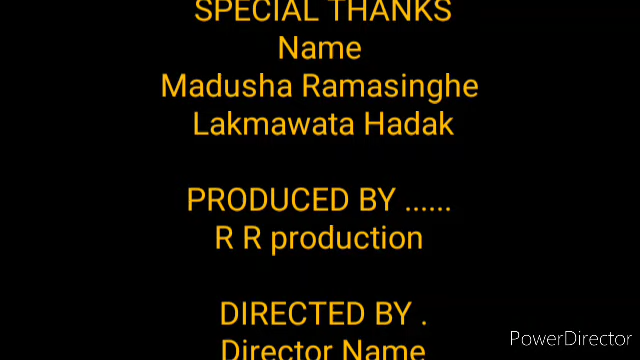 SPECIAL THANKS
Name
Madusha Ramasinghe
Lakmawata Hadak
PRODUCED BY ......
R R production
DIRECTED BY .
Director Name
PowerDirector